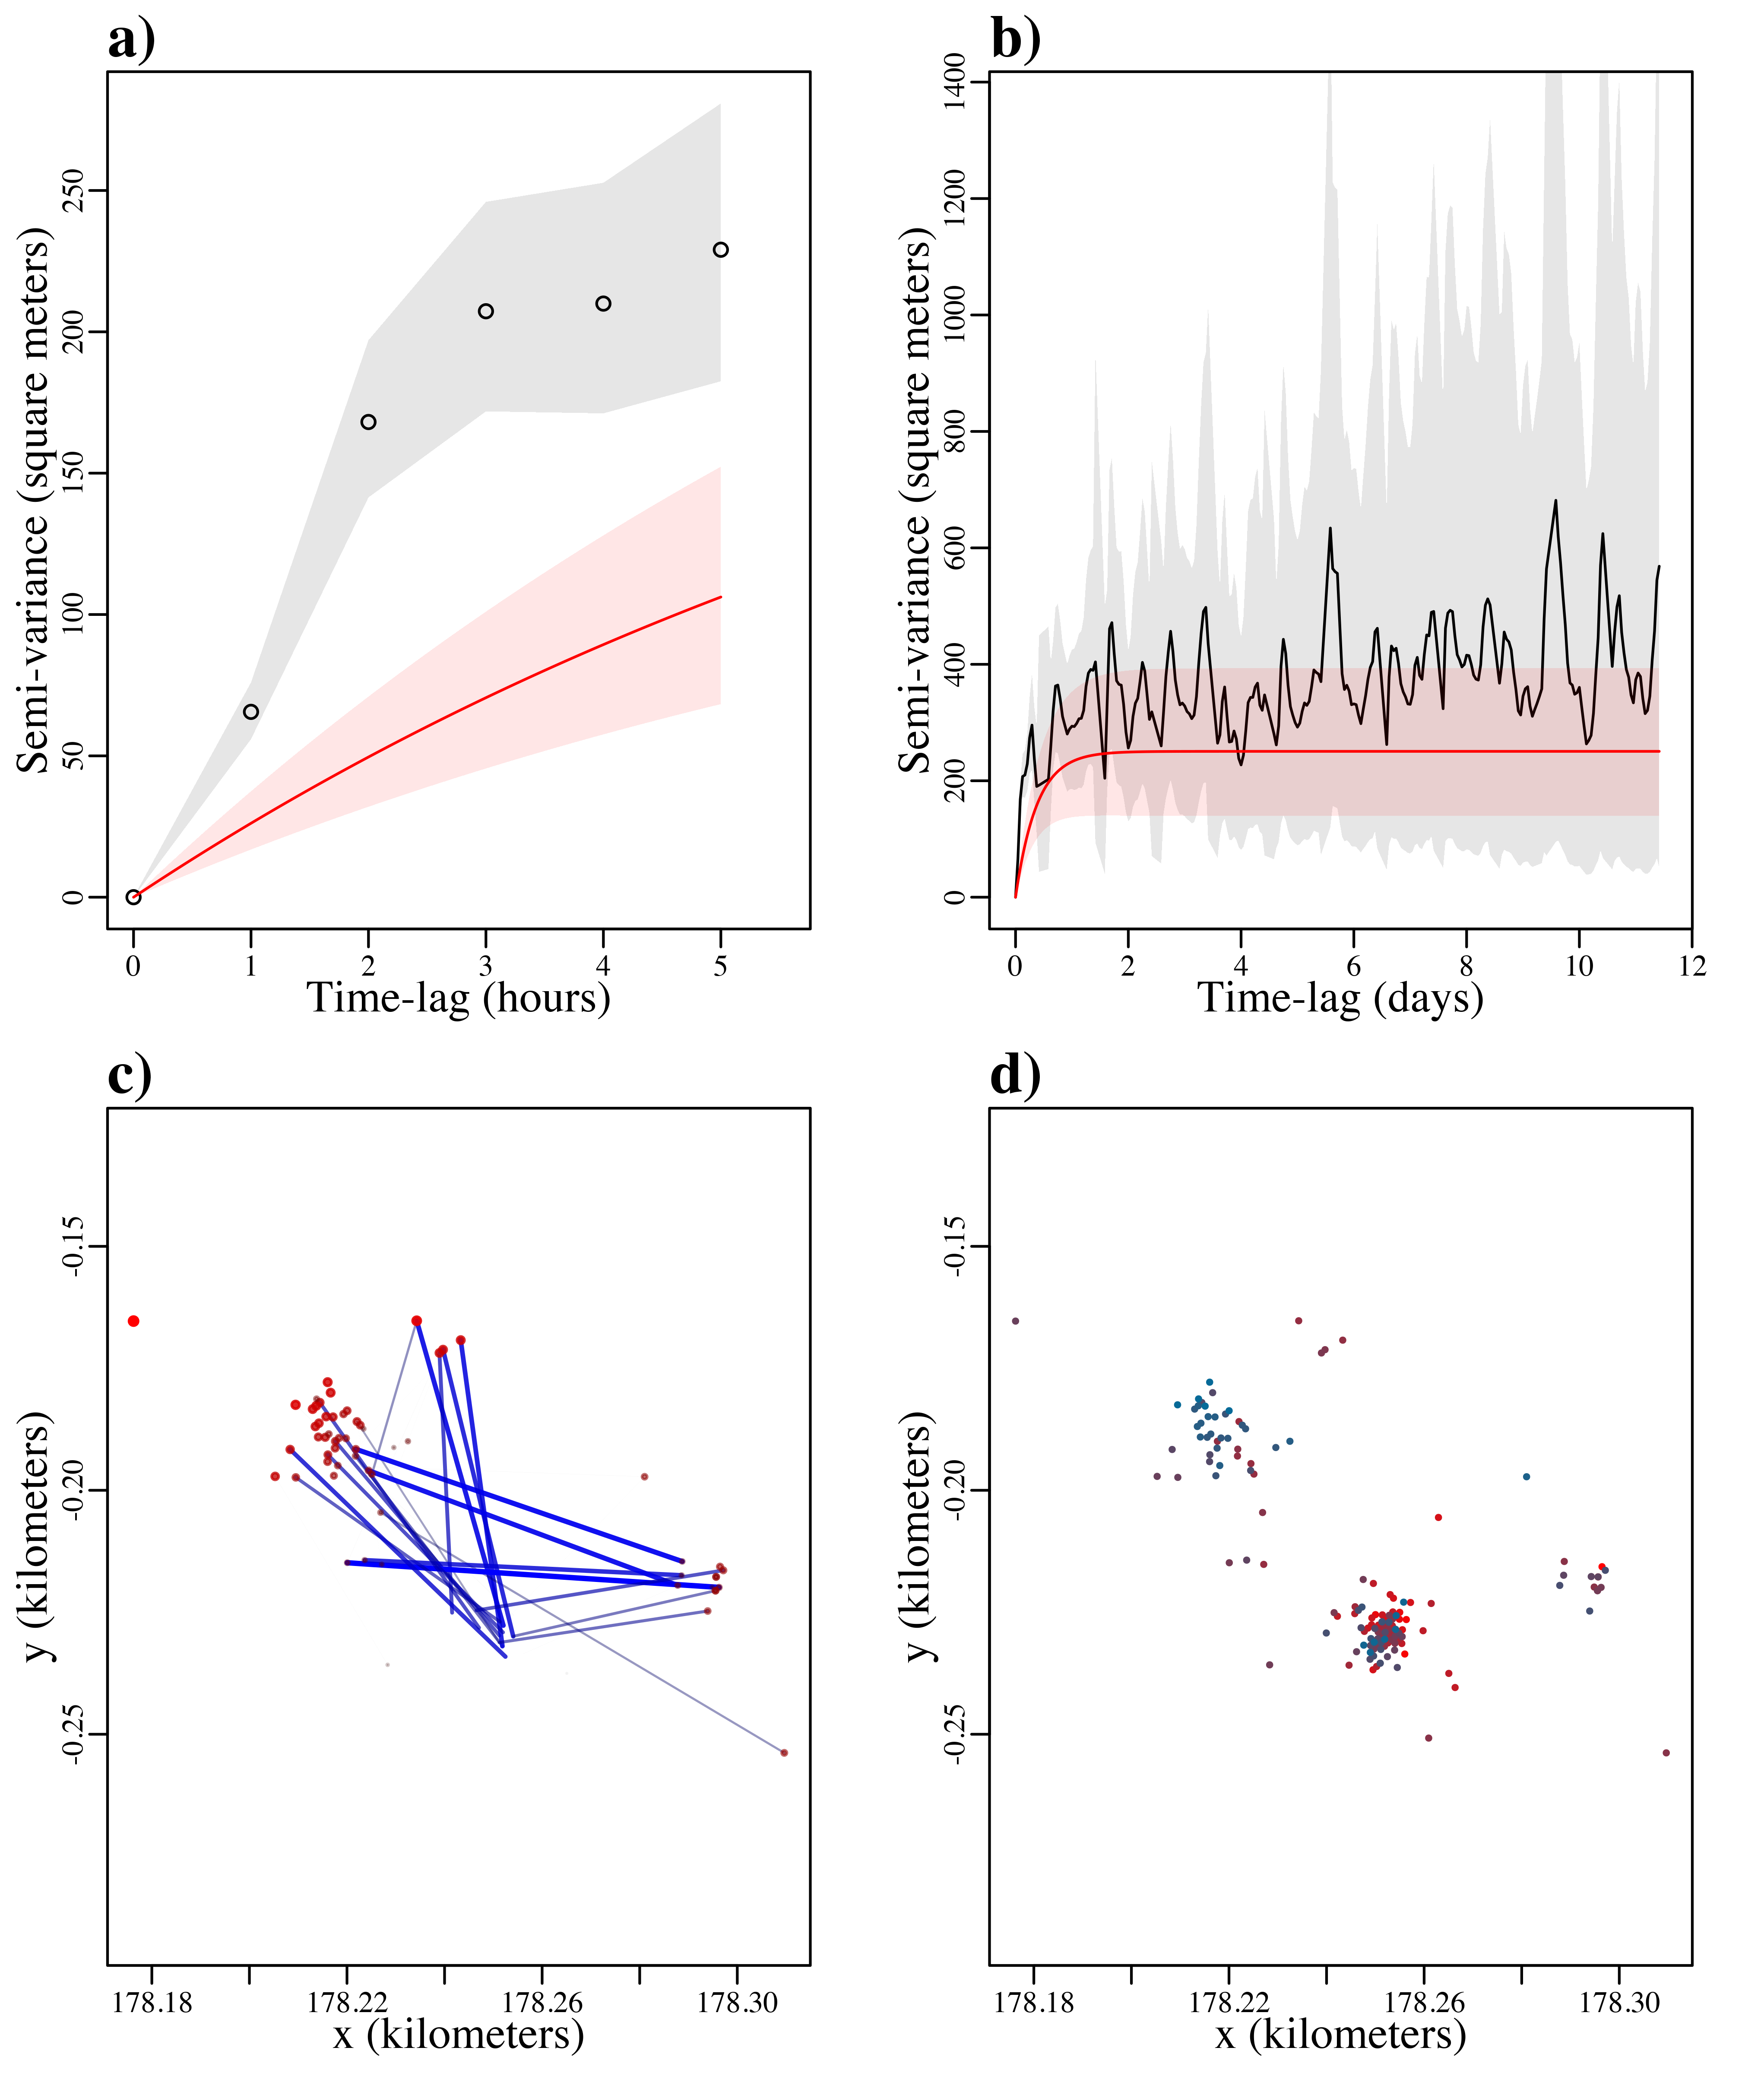 a)
Semi-variance (square meters)
250
200
150
100
50
0
0 1 2 3 4 5
Time-lag (hours)
b)
Semi-variance (square meters)
1400
1200
1000
800
600
400
200
0
0 2 4 6 8 10 12
Time-lag (days)
c)
y (kilometers)
-0.15
-0.20
-0.25
178.18 178.22 178.26 178.30
x (kilometers)
d)
y (kilometers)
-0.15
-0.20
-0.25
178.18 178.22 178.26 178.30
x (kilometers)